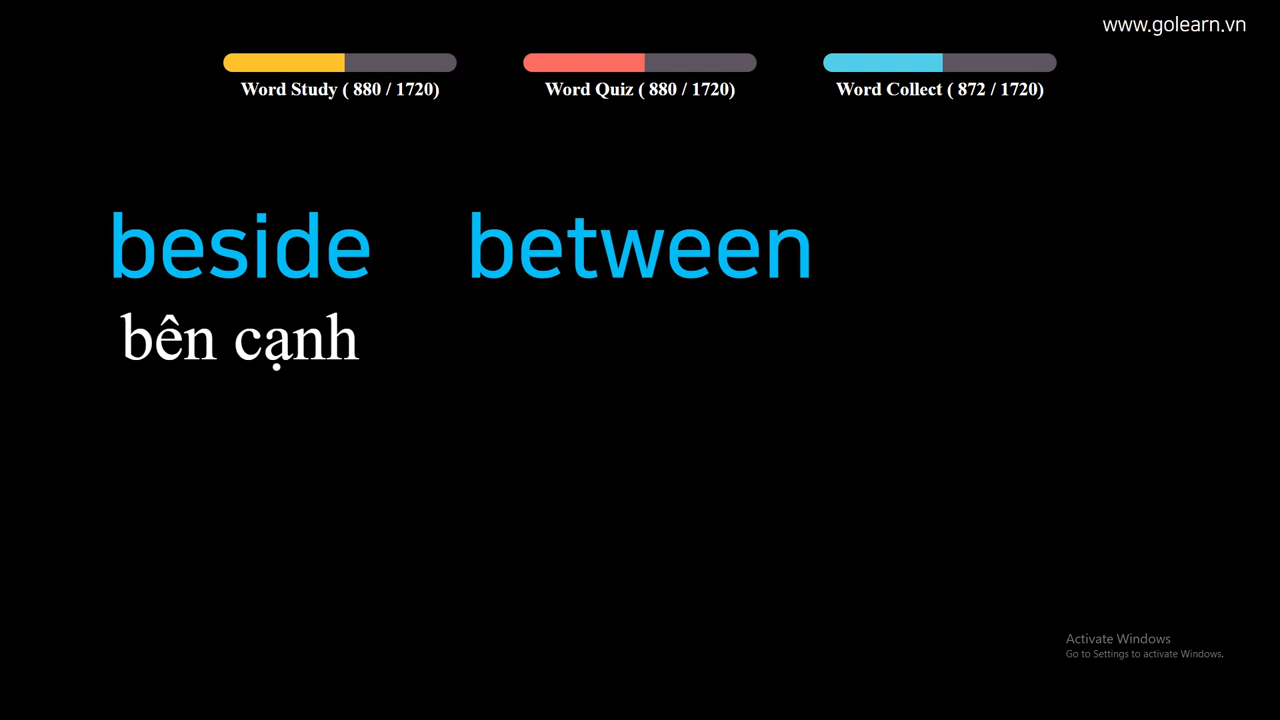 www.golearn.vn
Word Study ( 880 / 1720) Word Quiz ( 880 / 1720) Word Collect ( 872 / 1720)
beside between
bên cạnh
Activate Windows
Go to Settings to activate Windows.